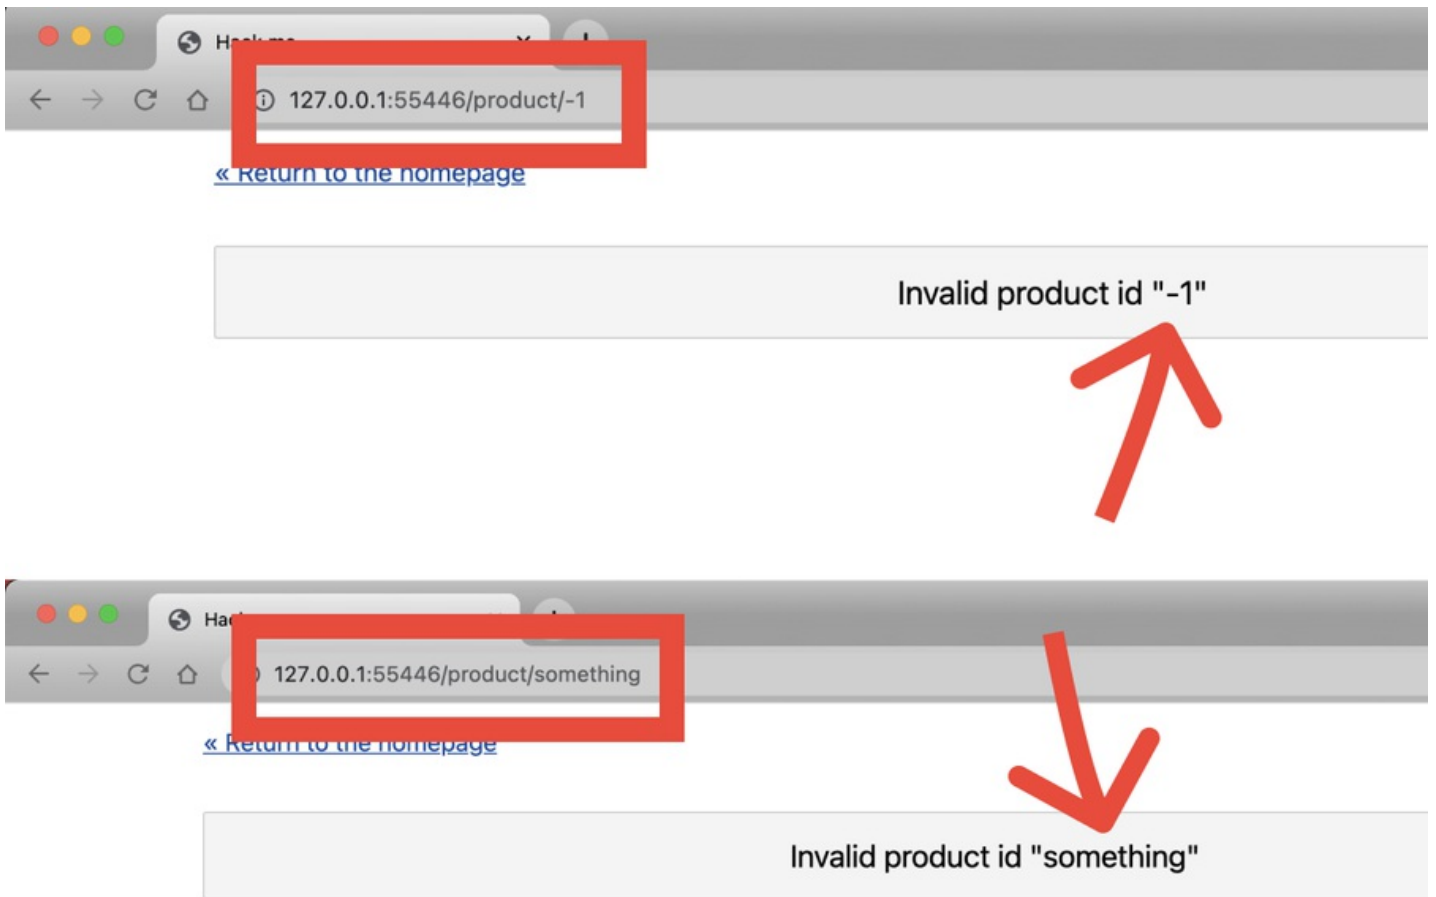 127.0.0.1:55446/product/-1
« Return to the homepage
Invalid product id "-1"
127.0.0.1:55446/product/something
« Return to the homepage
Invalid product id "something"